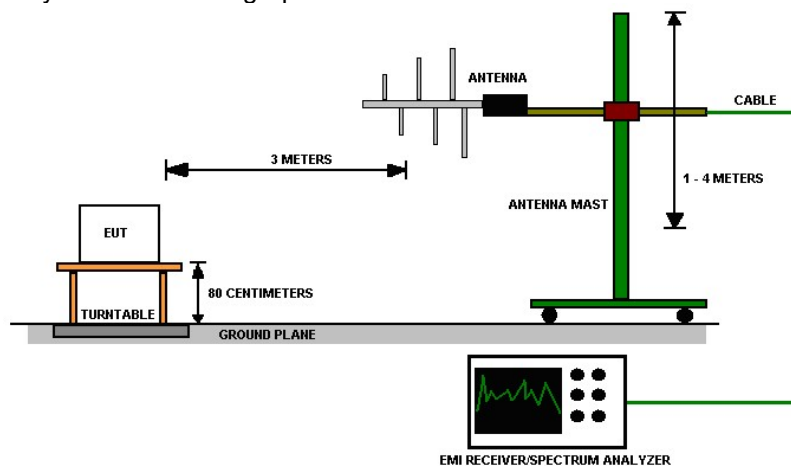 ANTENNA
CABLE
3 METERS
1 - 4 METERS
ANTENNA MAST
EUT
80 CENTIMETERS
TURNTABLE
GROUND PLANE
EMI RECEIVER/SPECTRUM ANALYZER